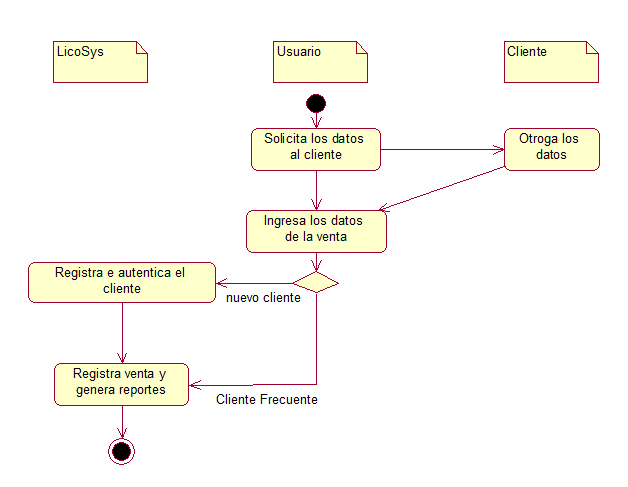 LicoSys
Usuario
Cliente
Solicita los datos
al cliente
Otroga los
datos
Ingresa los datos
de la venta
Registra e autentica el
cliente
nuevo cliente
Registra venta y
genera reportes
Cliente Frecuente